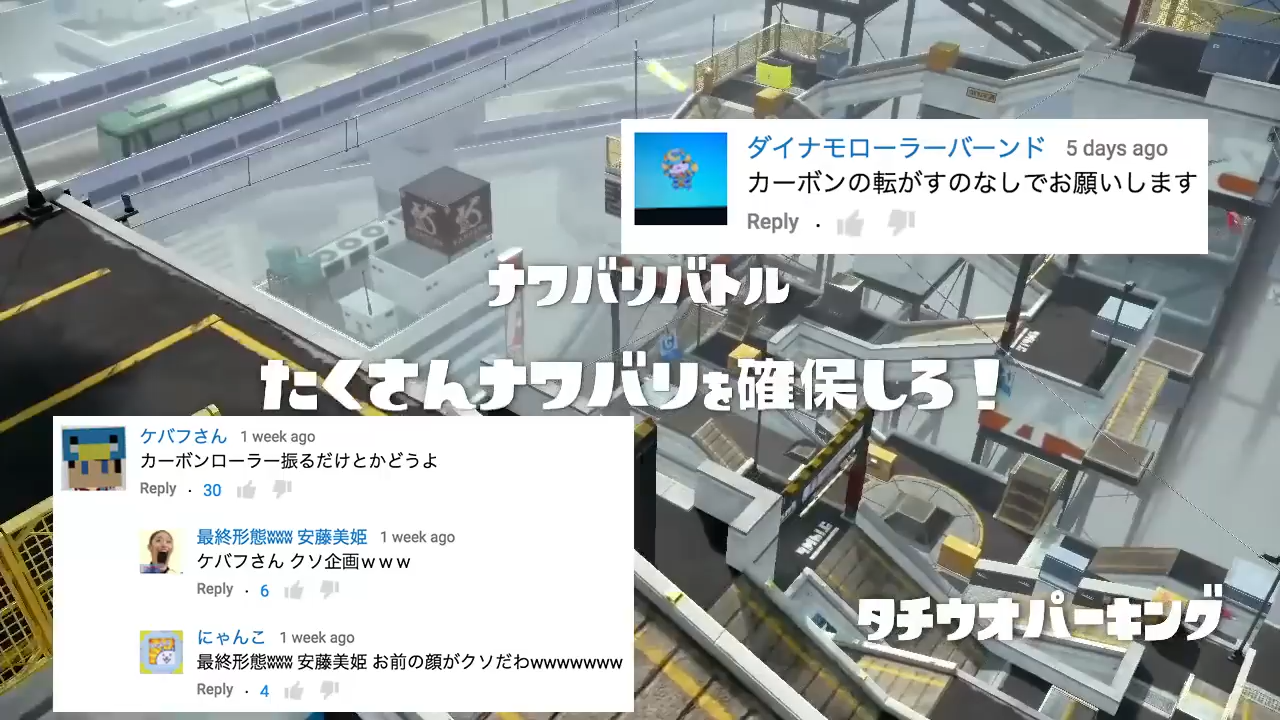 ダイナモローラーバーンド 5 days ago
カーボンの転がすのなしでお願いします
Reply
ナワバリバトル
たくさんナワバリを確保しろ！
ケバフさん 1 week ago
カーボンローラー振るだけとかどうよ
Reply 30
最終形態wwww 安藤美姫 1 week ago
ケバフさん クソ企画ｗｗｗ
Reply 6
にゃんこ 1 week ago
最終形態wwww 安藤美姫 お前の顔がクソだわwwwwwww
Reply 4
タチウオパーキング